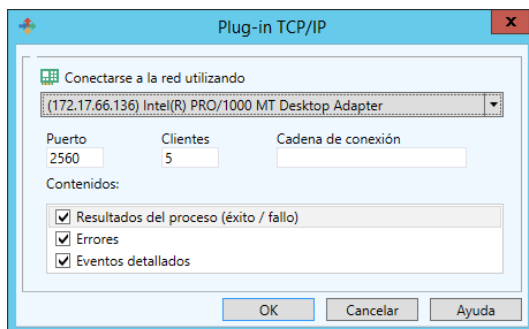 Plug-in TCP/IP
x
Conectarse a la red utilizando
(172.17.66.136) Intel(R) PRO/1000 MT Desktop Adapter
Puerto Clientes Cadena de conexión
2560 5
Contenidos:
Resultados del proceso (éxito / fallo)
Errores
Eventos detallados
OK Cancelar Ayuda